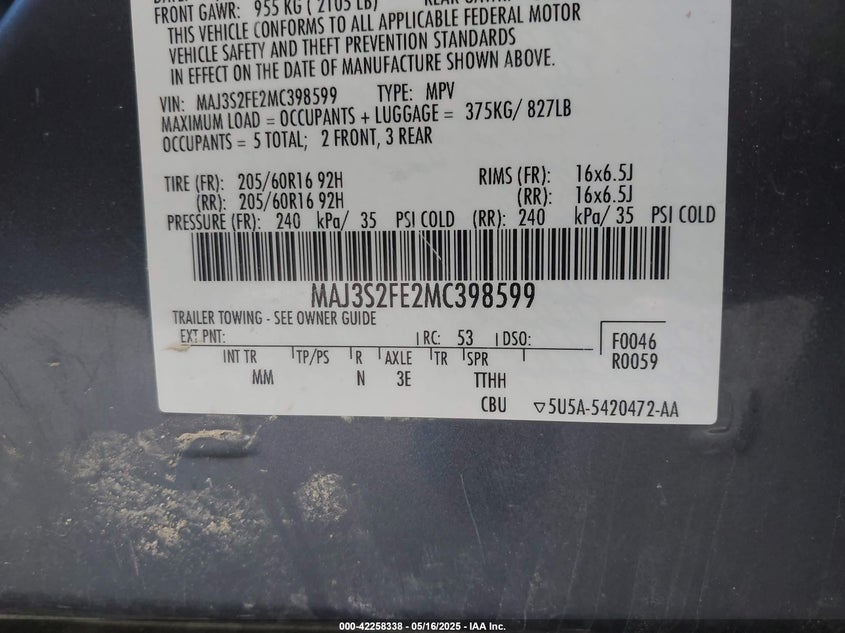 FRONT GAWR: 955 KG ( 2105 LB)
THIS VEHICLE CONFORMS TO ALL APPLICABLE FEDERAL MOTOR
VEHICLE SAFETY AND THEFT PREVENTION STANDARDS
IN EFFECT ON THE DATE OF MANUFACTURE SHOWN ABOVE.
VIN: MAJ3S2FE2MC398599 TYPE: MPV
MAXIMUM LOAD = OCCUPANTS + LUGGAGE = 375KG/ 827LB
OCCUPANTS = 5 TOTAL; 2 FRONT, 3 REAR
TIRE (FR): 205/60R16 92H RIMS (FR): 16x6.5J
(RR): 205/60R16 92H (RR): 16x6.5J
PRESSURE (FR): 240 kPa/ 35 PSI COLD (RR): 240 kPa/ 35 PSI COLD
MAJ3S2FE2MC398599
TRAILER TOWING - SEE OWNER GUIDE
EXT PNT: RC: 53 DSO: F0046
R0059
INT TR TP/PS R AXLE TR SPR
MM N 3E TTHH
CBU ▽5U5A-5420472-AA
000-42258338 - 05/16/2025 - IAA Inc.